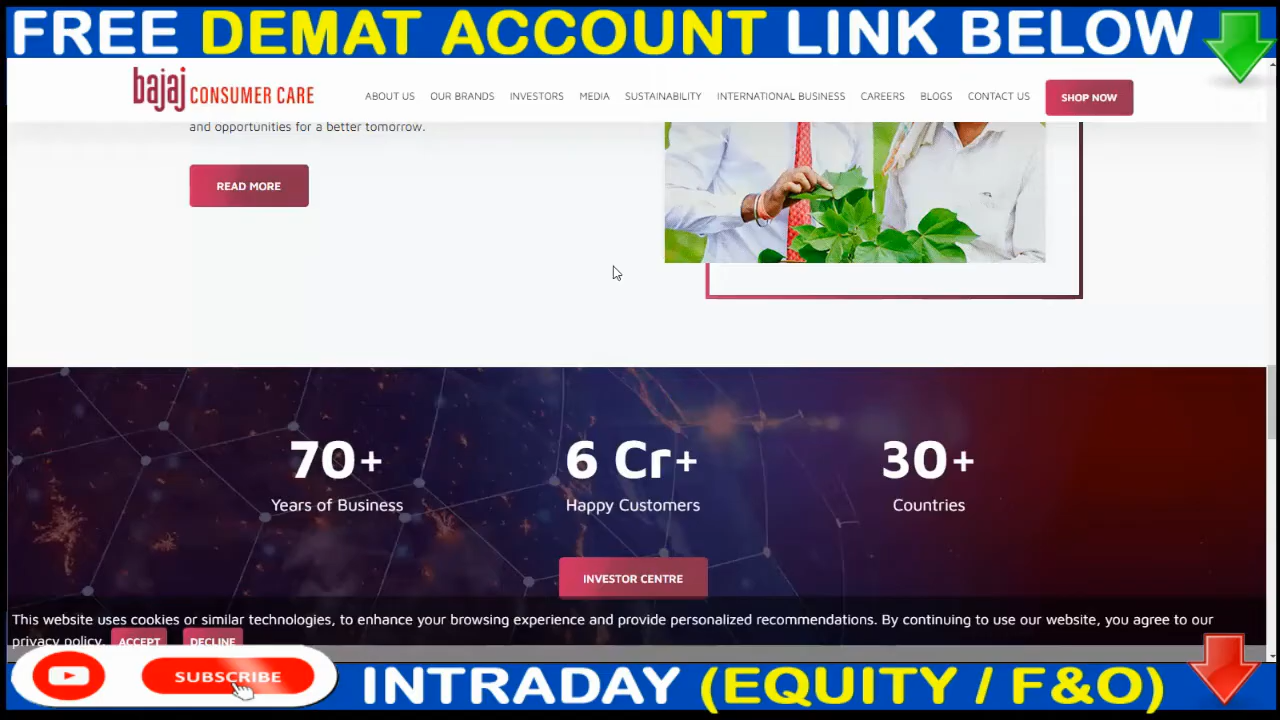 FREE DEMAT ACCOUNT LINK BELOW
bajaj CONSUMER CARE
ABOUT US OUR BRANDS INVESTORS MEDIA SUSTAINABILITY INTERNATIONAL BUSINESS CAREERS BLOGS CONTACT US SHOP NOW
and opportunities for a better tomorrow.
READ MORE
70+ 6 Cr+ 30+
Years of Business Happy Customers Countries
INVESTOR CENTRE
This website uses cookies or similar technologies, to enhance your browsing experience and provide personalized recommendations. By continuing to use our website, you agree to our
privacy policy. ACCEPT DECLINE
SUBSCRIBE
INTRADAY (EQUITY / F&O)